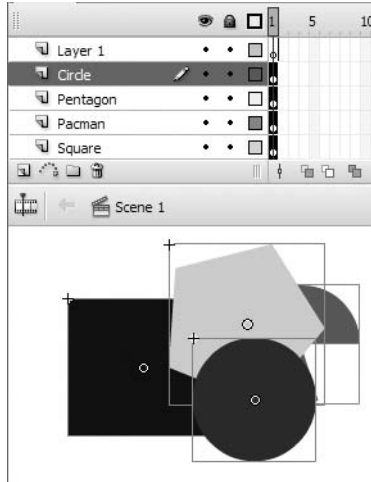 1 5 10
Layer 1
Circle
Pentagon
Pacman
Square
Scene 1